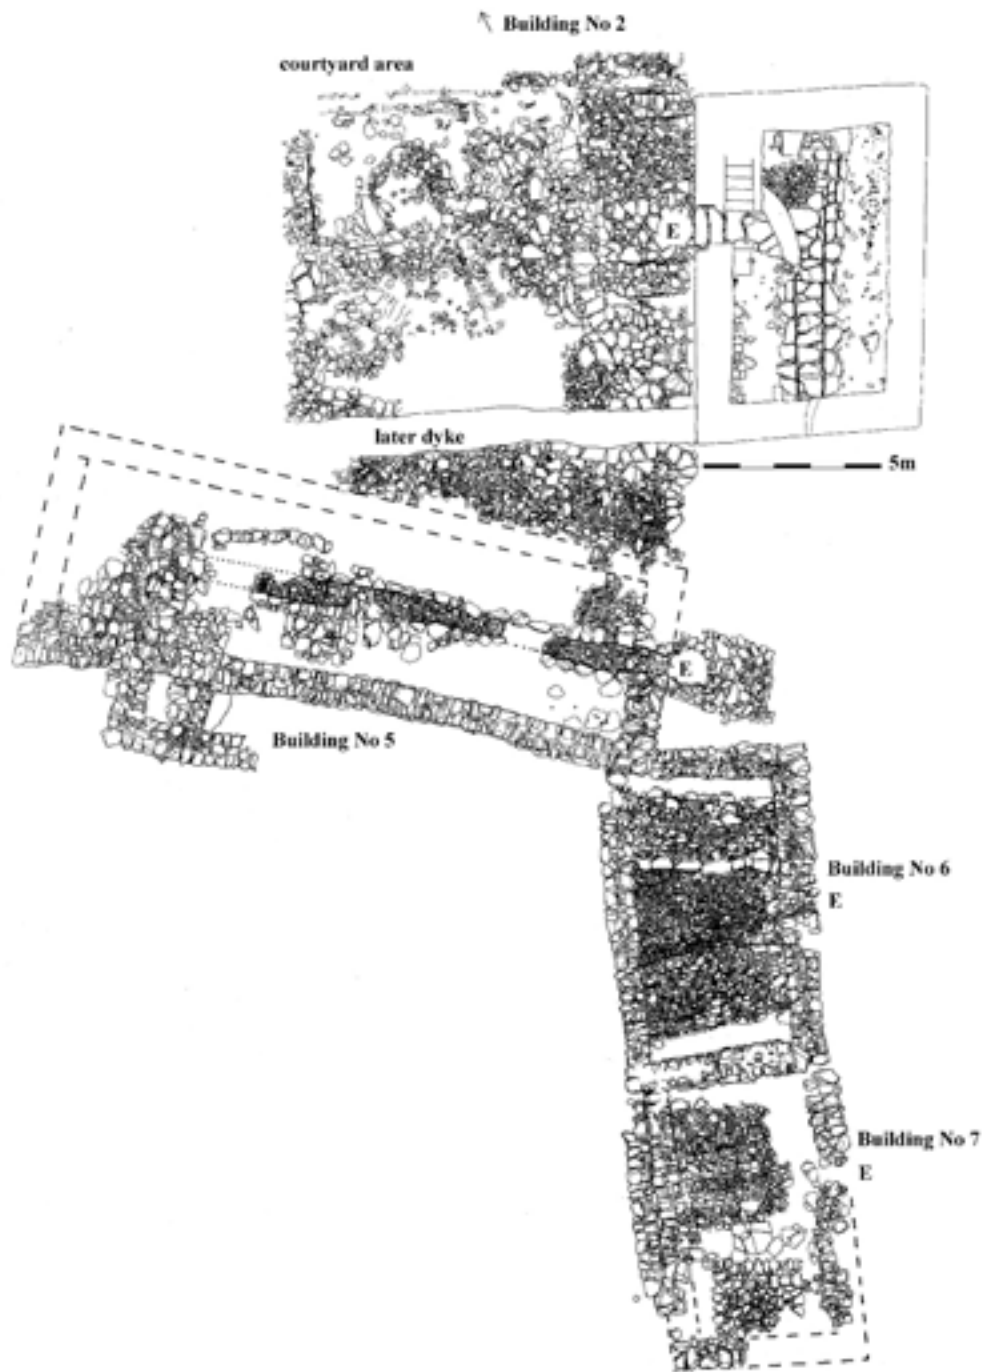 Building No 2
courtyard area
E
later dyke
5m
E
Building No 5
Building No 6
E
Building No 7
E